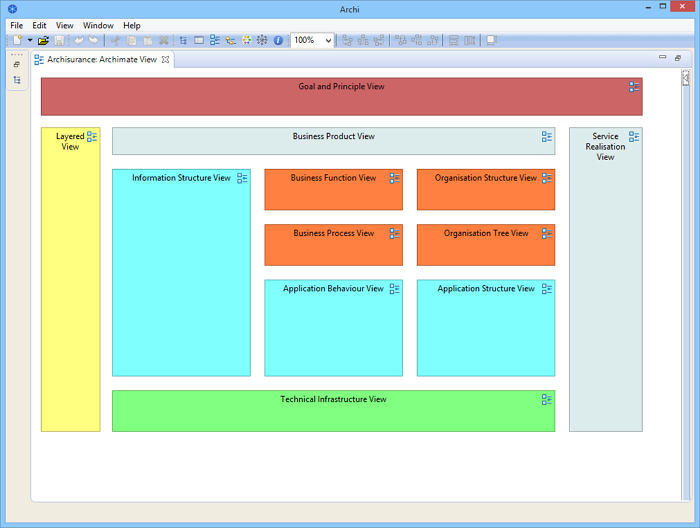 Archi
File Edit View Window Help
100%
Archisurance: Archimate View
Goal and Principle View
Layered
View
Business Product View
Service
Realisation
View
Information Structure View
Business Function View
Organisation Structure View
Business Process View
Organisation Tree View
Application Behaviour View
Application Structure View
Technical Infrastructure View